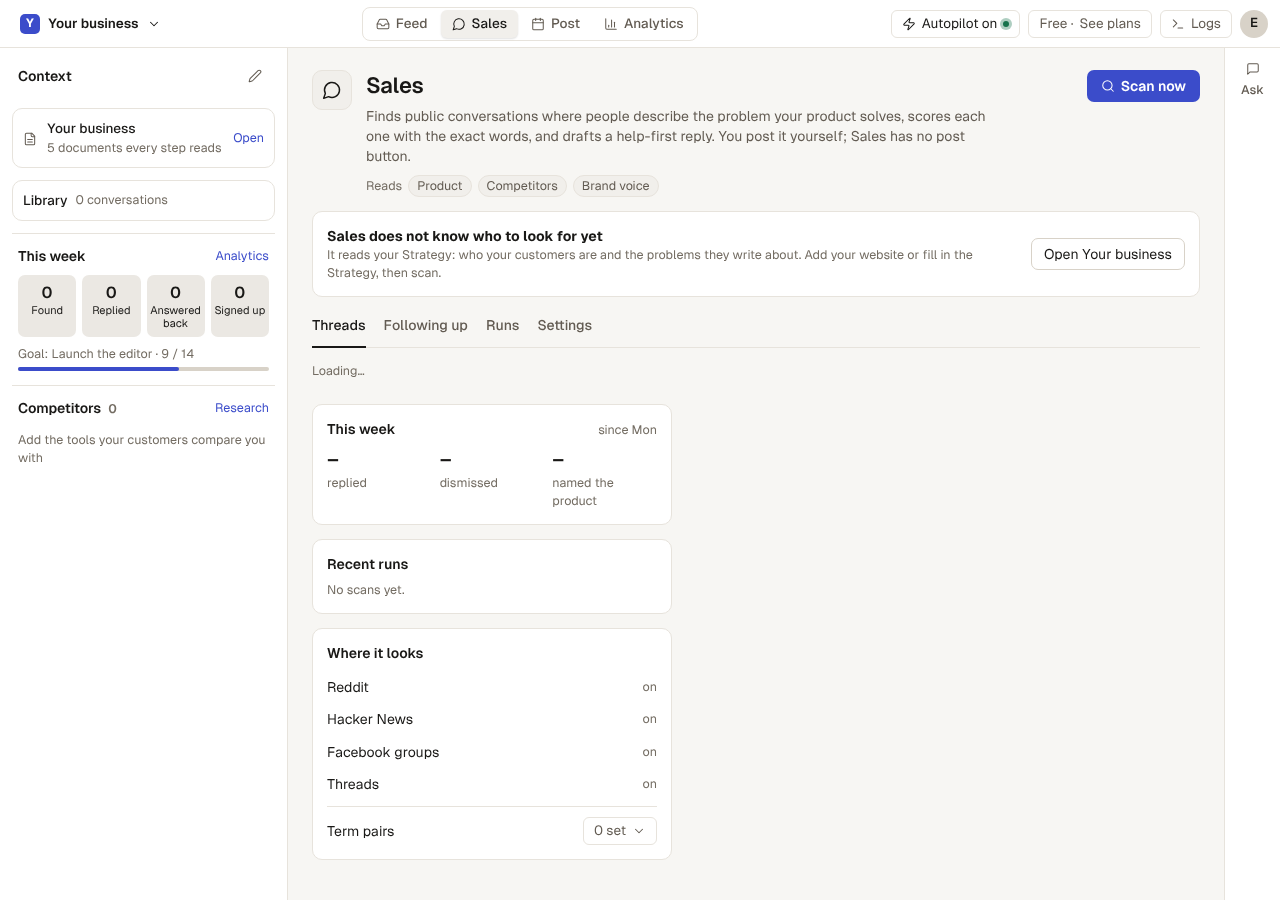 Y Your business
Feed
Sales
Post
Analytics
Autopilot on
Free · See plans
Logs
E
Context
Your business
5 documents every step reads
Open
Library 0 conversations
This week
Analytics
0
Found
0
Replied
0
Answered
back
0
Signed up
Goal: Launch the editor · 9 / 14
Competitors 0
Research
Add the tools your customers compare you
with
Sales
Finds public conversations where people describe the problem your product solves, scores each
one with the exact words, and drafts a help-first reply. You post it yourself; Sales has no post
button.
Reads Product Competitors Brand voice
Scan now
Sales does not know who to look for yet
It reads your Strategy: who your customers are and the problems they write about. Add your website or fill in the
Strategy, then scan.
Open Your business
Threads Following up Runs Settings
Loading...
This week
since Mon
–
replied
–
dismissed
–
named the
product
Recent runs
No scans yet.
Where it looks
Reddit on
Hacker News on
Facebook groups on
Threads on
Term pairs 0 set
Ask